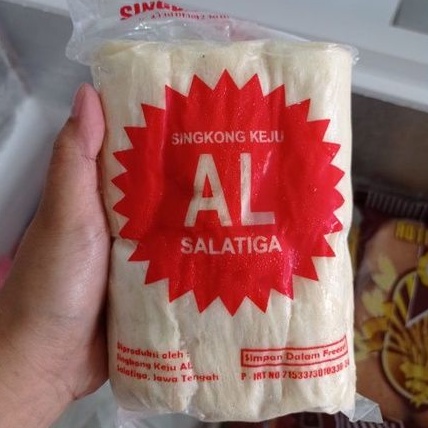 SINGKONG KEJU
AL
SALATIGA
Diproduksi oleh :
Singkong Keju AL
Salatiga, Jawa Tengah
Simpan Dalam Freezer